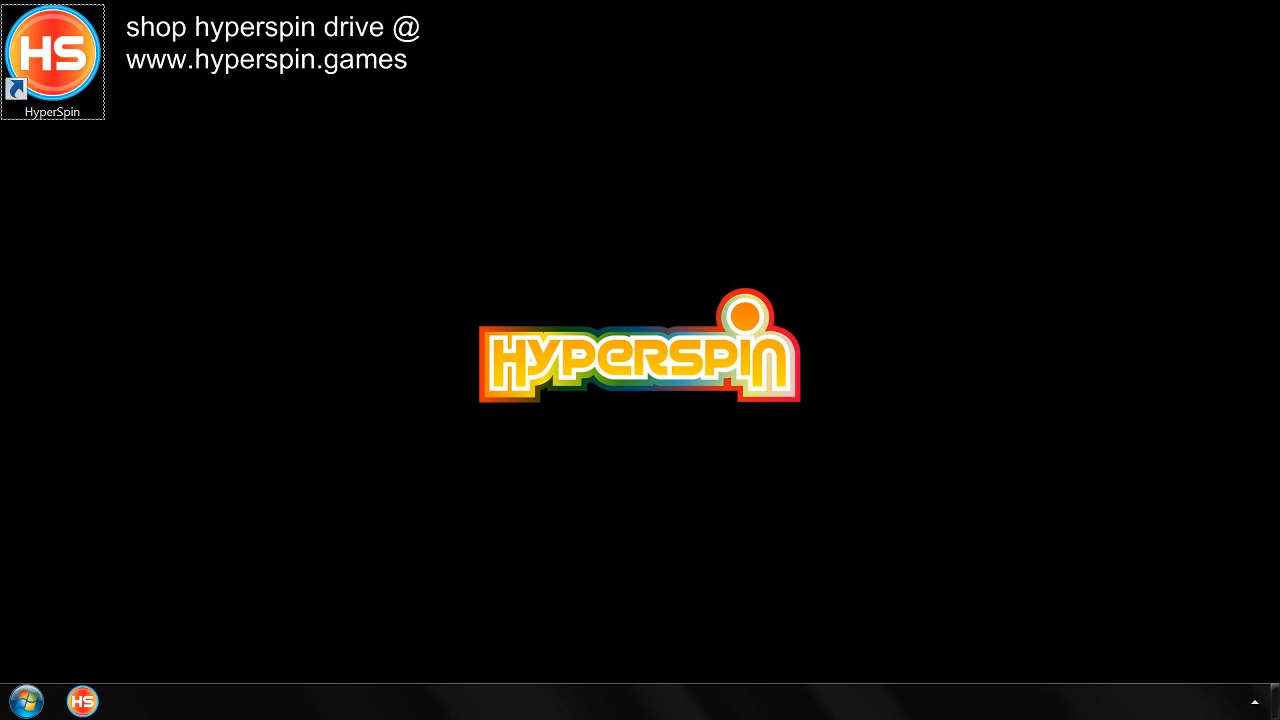 HS
shop hyperspin drive @
www.hyperspin.games
HyperSpin
HYPERSPIN
HS